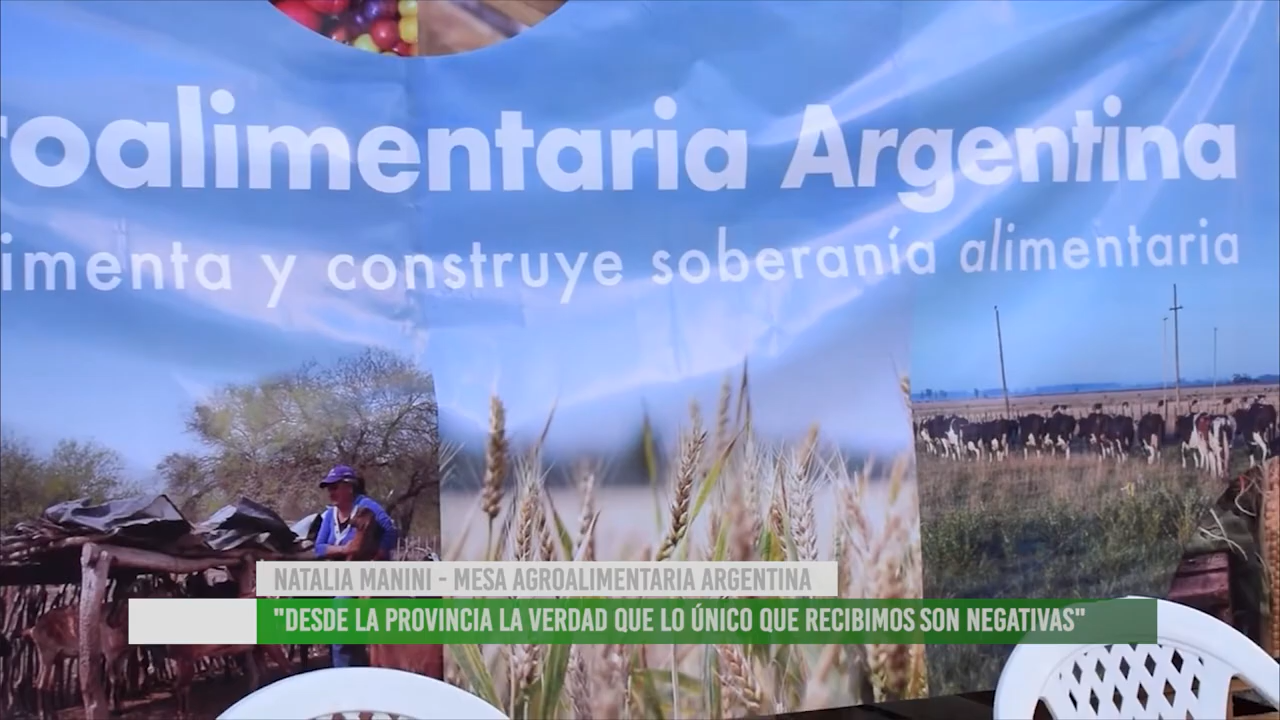 roalimentaria Argentina
imenta y construye soberanía alimentaria
NATALIA MANINI - MESA AGROALIMENTARIA ARGENTINA
"DESDE LA PROVINCIA LA VERDAD QUE LO ÚNICO QUE RECIBIMOS SON NEGATIVAS"